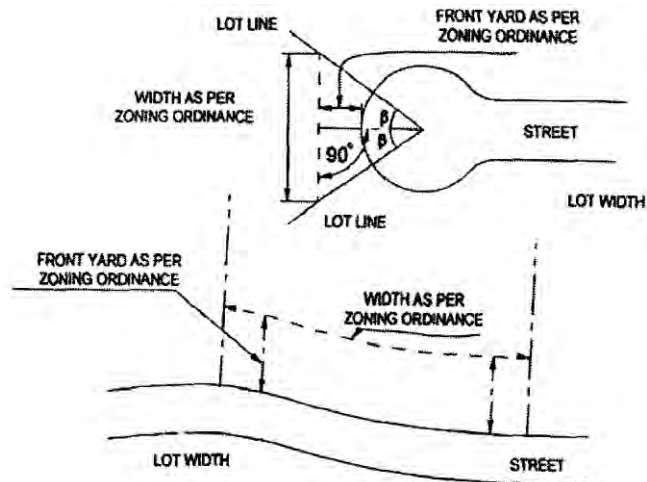 LOT LINE
FRONT YARD AS PER
ZONING ORDINANCE
WIDTH AS PER
ZONING ORDINANCE
β
β
90°
STREET
LOT WIDTH
LOT LINE
FRONT YARD AS PER
ZONING ORDINANCE
WIDTH AS PER
ZONING ORDINANCE
LOT WIDTH
STREET